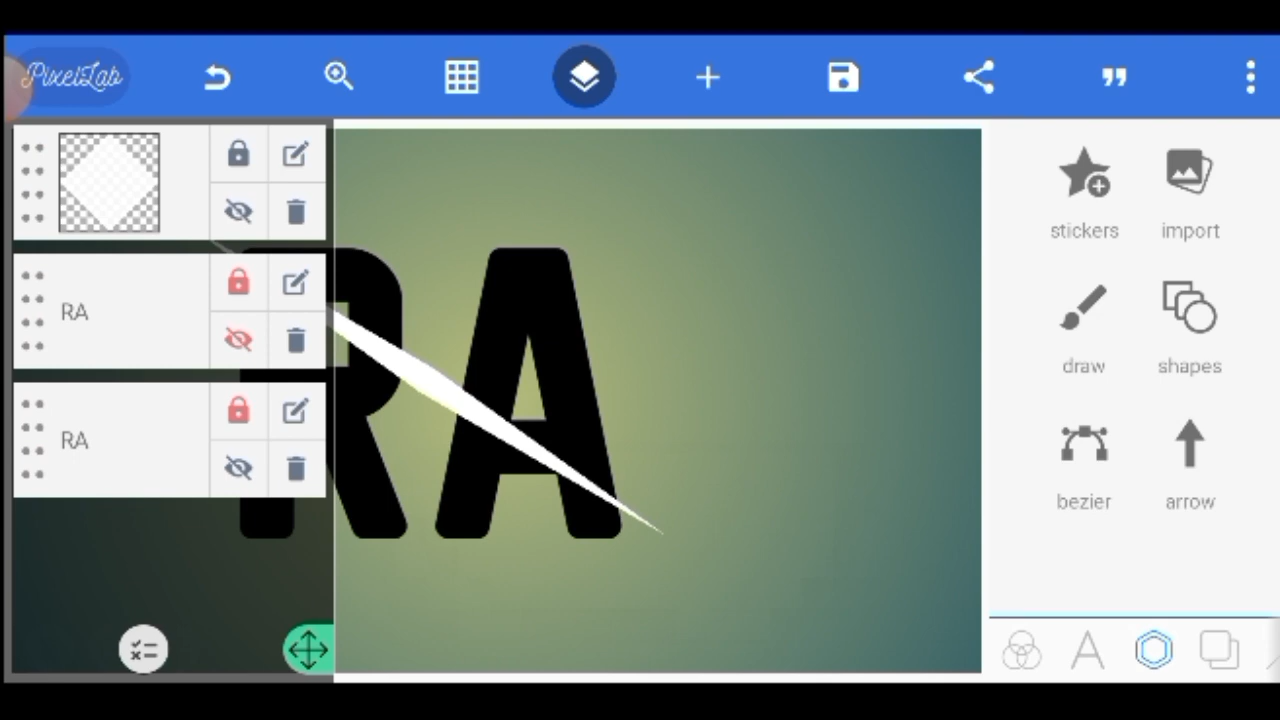 PixelLab
stickers
import
RA
draw
shapes
RA
bezier
arrow
RA